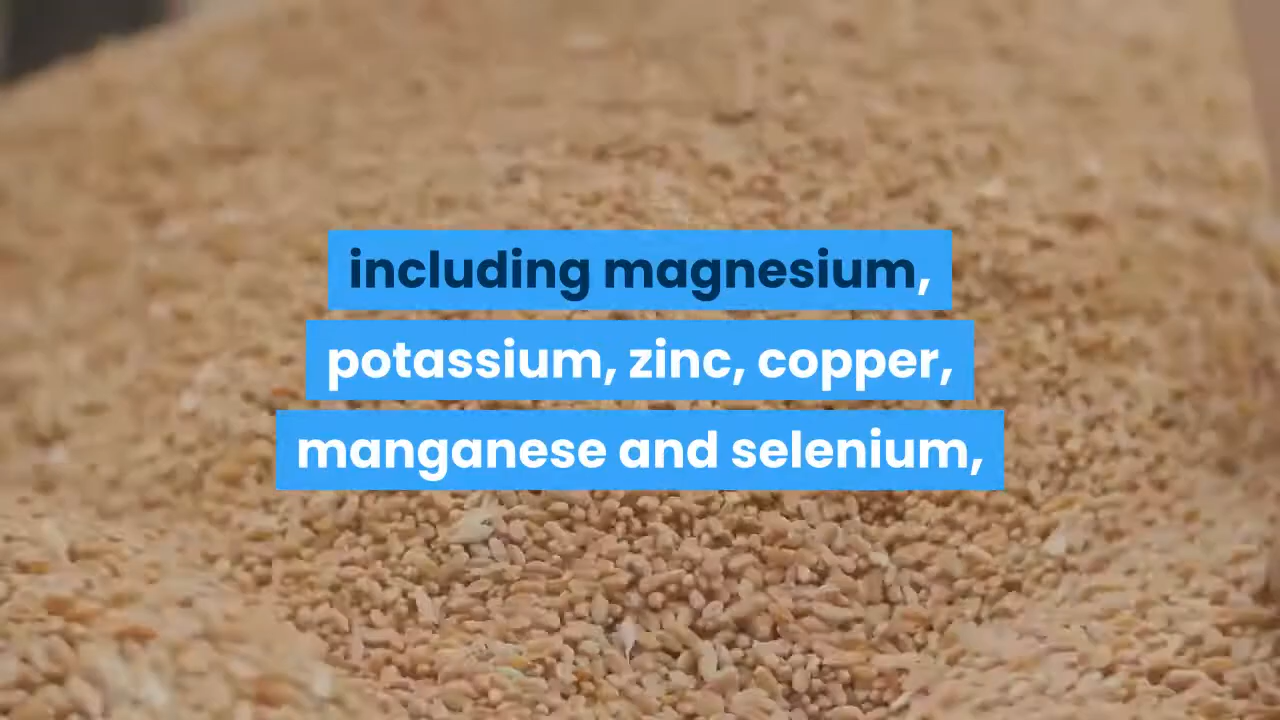 including magnesium,
potassium, zinc, copper,
manganese and selenium,